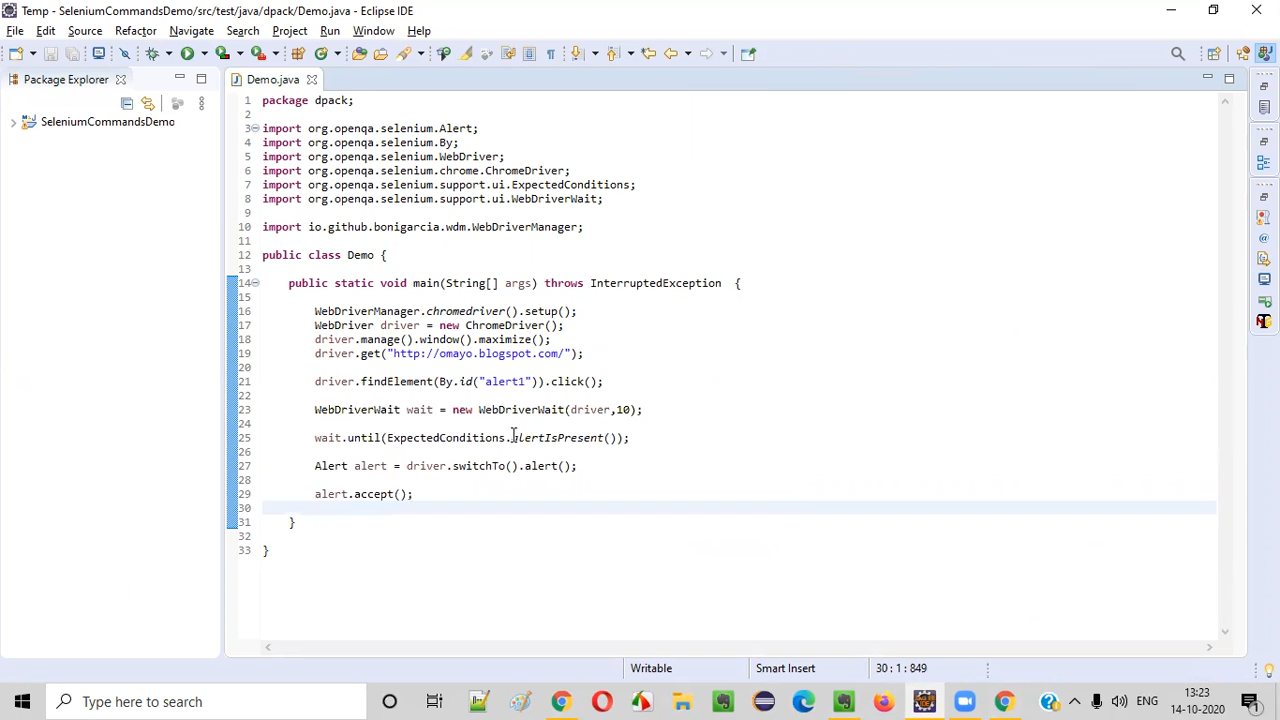 Temp - SeleniumCommandsDemo/src/test/java/dpack/Demo.java - Eclipse IDE
File Edit Source Refactor Navigate Search Project Run Window Help
Package Explorer
Demo.java
SeleniumCommandsDemo
1 package dpack;
2
3 import org.openqa.selenium.Alert;
4 import org.openqa.selenium.By;
5 import org.openqa.selenium.WebDriver;
6 import org.openqa.selenium.chrome.ChromeDriver;
7 import org.openqa.selenium.support.ui.ExpectedConditions;
8 import org.openqa.selenium.support.ui.WebDriverWait;
9
10 import io.github.bonigarcia.wdm.WebDriverManager;
11
12 public class Demo {
13
14 public static void main(String[] args) throws InterruptedException {
15
16 WebDriverManager.chromedriver().setup();
17 WebDriver driver = new ChromeDriver();
18 driver.manage().window().maximize();
19 driver.get("http://omayo.blogspot.com/");
20
21 driver.findElement(By.id("alert1")).click();
22
23 WebDriverWait wait = new WebDriverWait(driver,10);
24
25 wait.until(ExpectedConditions.alertIsPresent());
26
27 Alert alert = driver.switchTo().alert();
28
29 alert.accept();
30
31 }
32
33 }
Writable
Smart Insert
30 : 1 : 849
Type here to search
ENG
13:23
14-10-2020